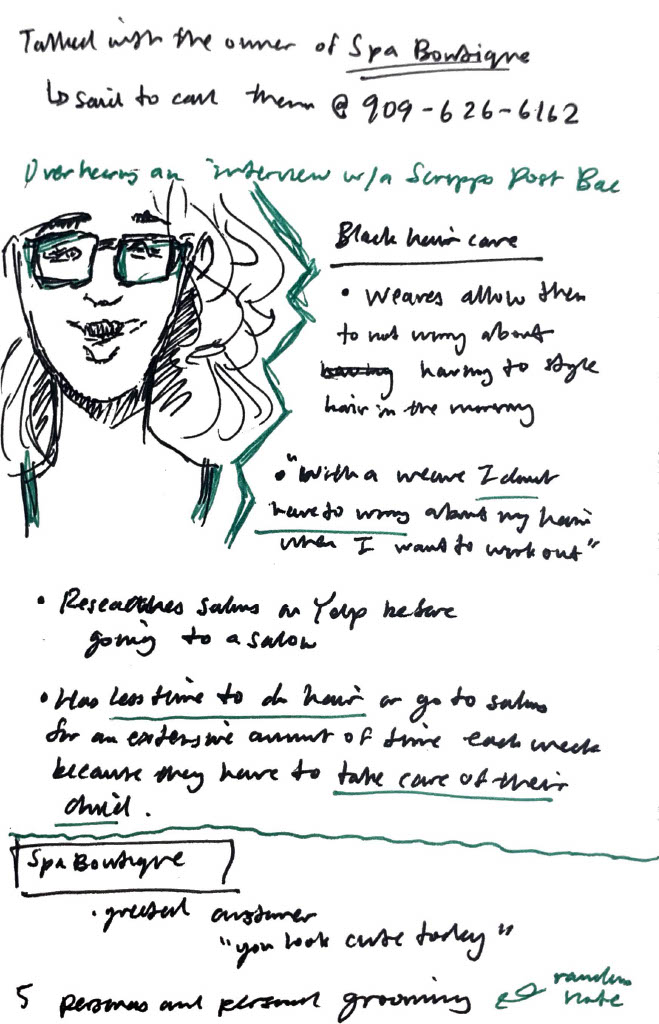 Talked with the owner of Spa Boutique
↳ said to call them @ 909-626-6162
Overhearing an interview w/a Scripps Post Bac
Black hair care
• Weaves allow them
to not worry about
having having to style
hair in the morning
• "With a weave I don't
have to worry about my hair
when I want to work out"
• Researches salons on Yelp before
going to a salon
• Has less time to do hair or go to salons
for an extensive amount of time each week
because they have to take care of their
child.
Spa Boutique
• greeted customer
"you look cute today"
5 personas and personal grooming
random
note